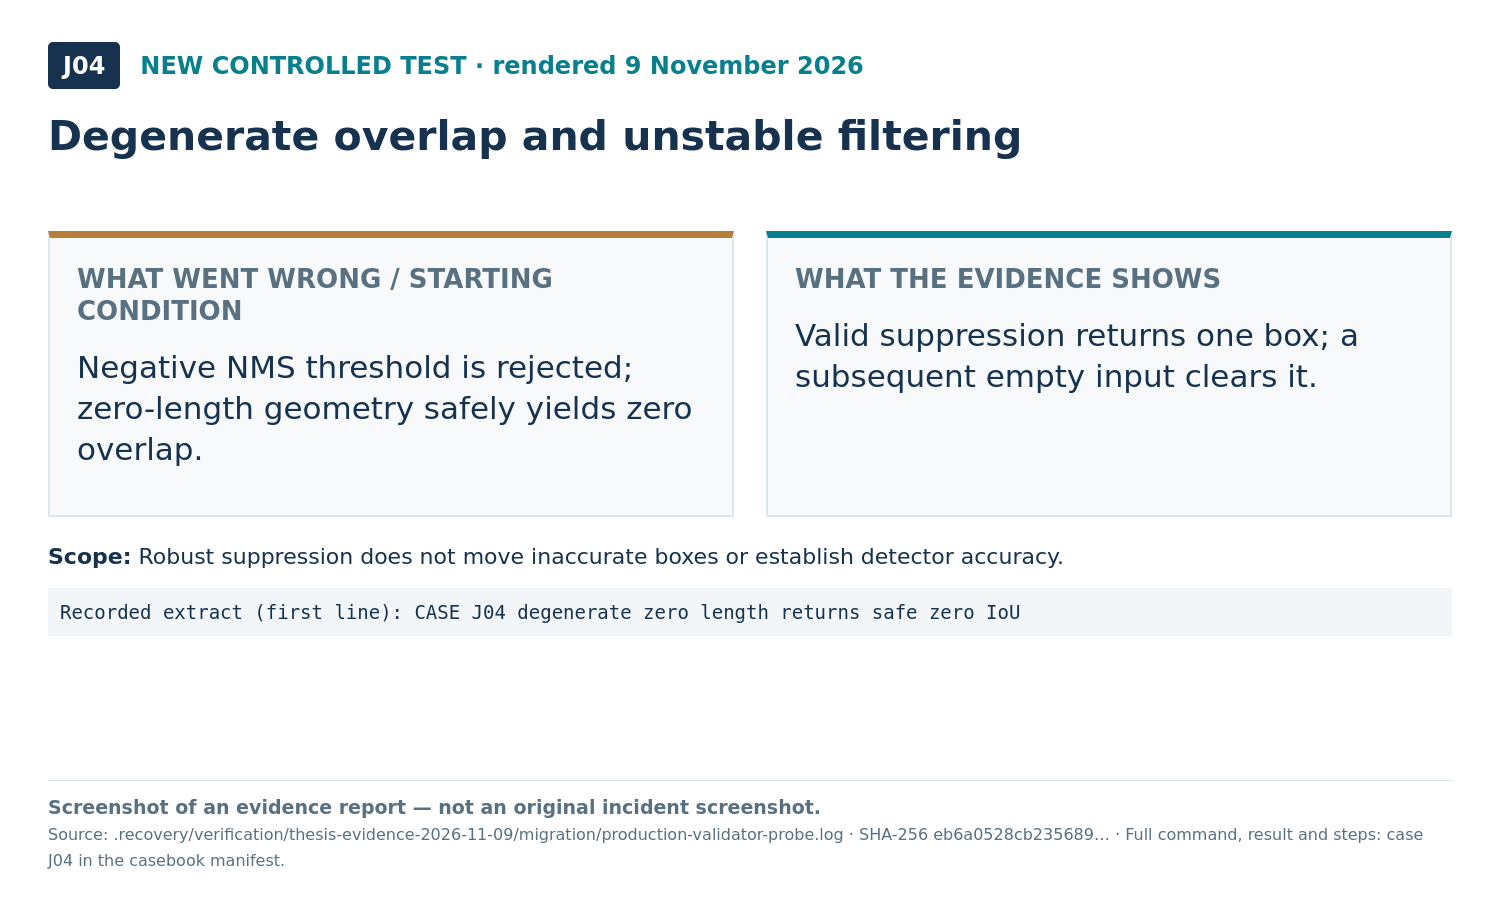 J04 NEW CONTROLLED TEST · rendered 9 November 2026
Degenerate overlap and unstable filtering
WHAT WENT WRONG / STARTING
CONDITION
Negative NMS threshold is rejected;
zero-length geometry safely yields zero
overlap.
WHAT THE EVIDENCE SHOWS
Valid suppression returns one box; a
subsequent empty input clears it.
Scope: Robust suppression does not move inaccurate boxes or establish detector accuracy.
Recorded extract (first line): CASE J04 degenerate zero length returns safe zero IoU
Screenshot of an evidence report — not an original incident screenshot.
Source: .recovery/verification/thesis-evidence-2026-11-09/migration/production-validator-probe.log · SHA-256 eb6a0528cb235689… · Full command, result and steps: case
J04 in the casebook manifest.